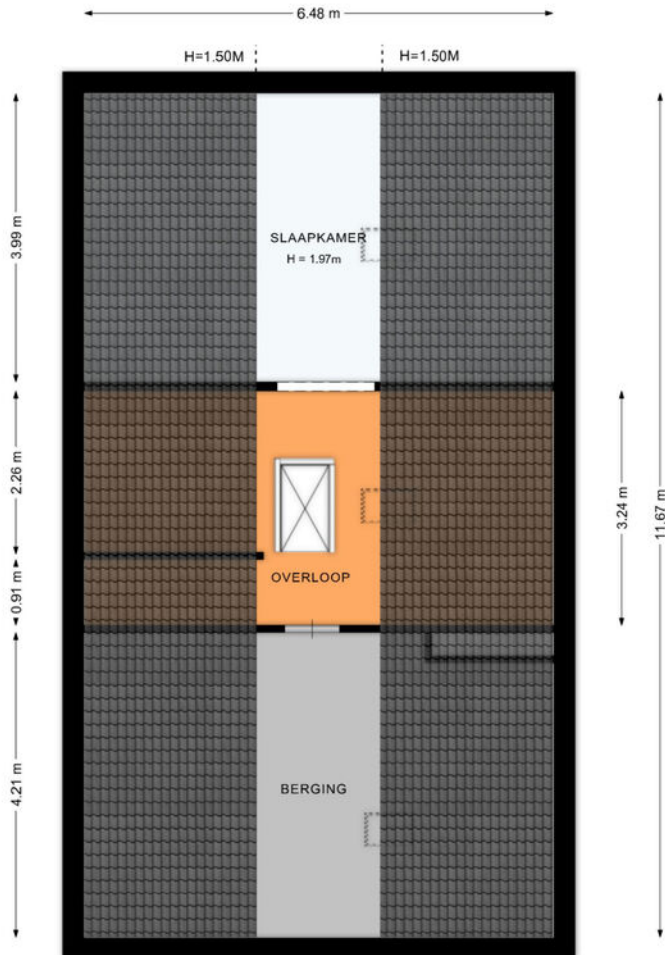 6.48 m
H=1.50M
H=1.50M
3.99 m
SLAAPKAMER
H = 1.97m
2.26 m
3.24 m
11.67 m
0.91 m
OVERLOOP
4.21 m
BERGING